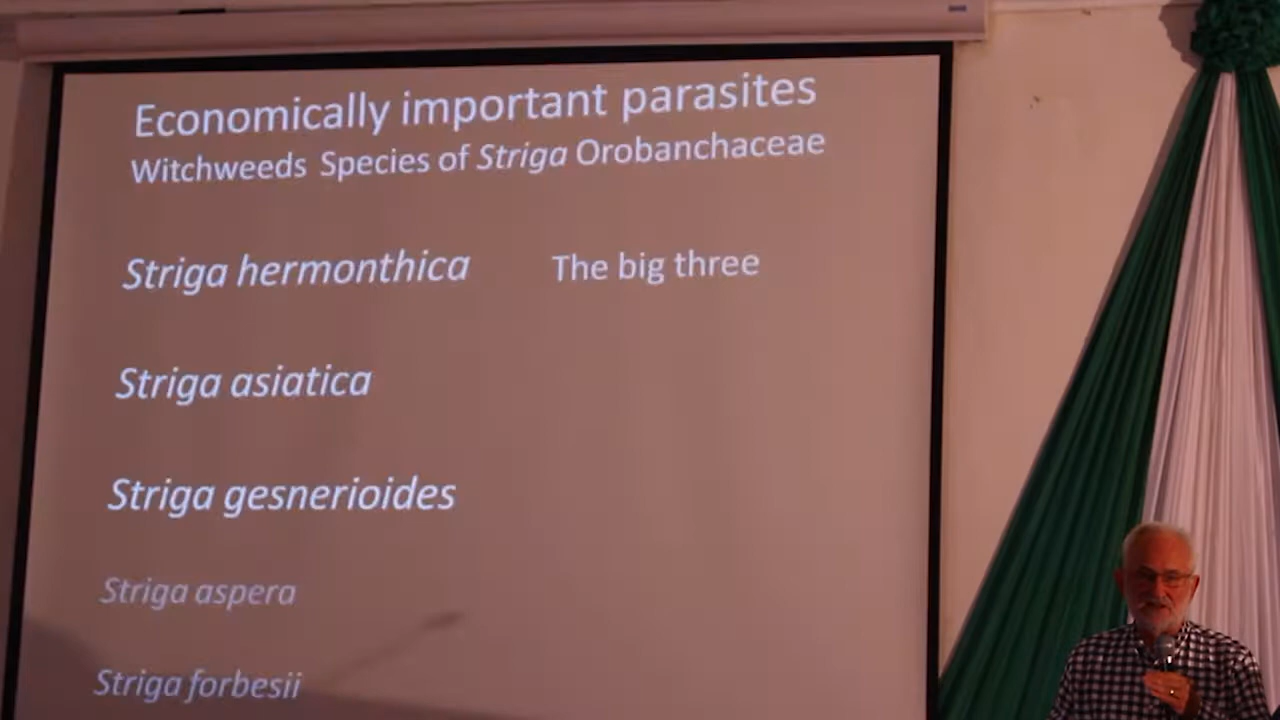 Economically important parasites
Witchweeds Species of Striga Orobanchaceae
Striga hermonthica The big three
Striga asiatica
Striga gesnerioides
Striga aspera
Striga forbesii